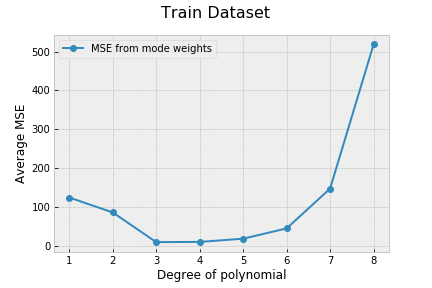 Train Dataset
MSE from mode weights
Average MSE
500
400
300
200
100
0
1 2 3 4 5 6 7 8
Degree of polynomial